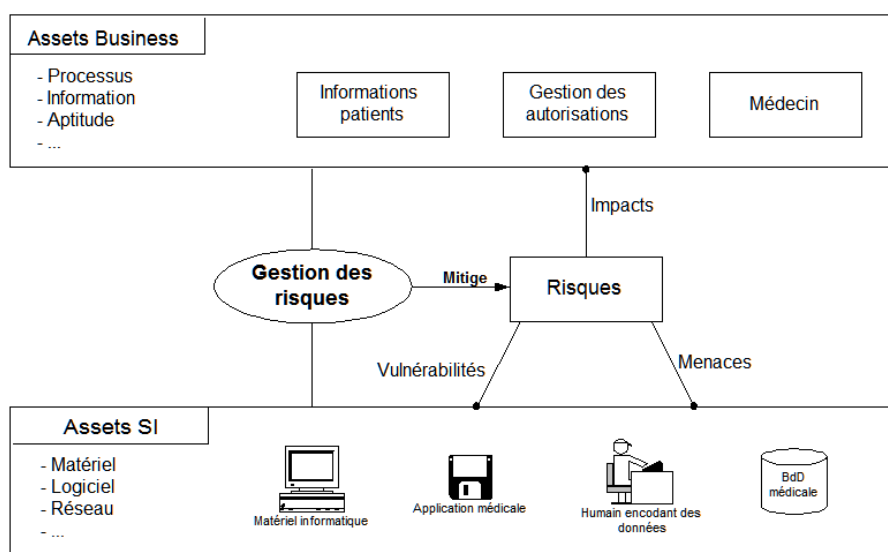 Assets Business
- Processus
- Information
- Aptitude
- ...
Informations
patients
Gestion des
autorisations
Médecin
Impacts
Gestion des
risques
Mitige
Risques
Vulnérabilités
Menaces
Assets SI
- Matériel
- Logiciel
- Réseau
- ...
Matériel informatique
Application médicale
Humain encodant des
données
BdD
médicale